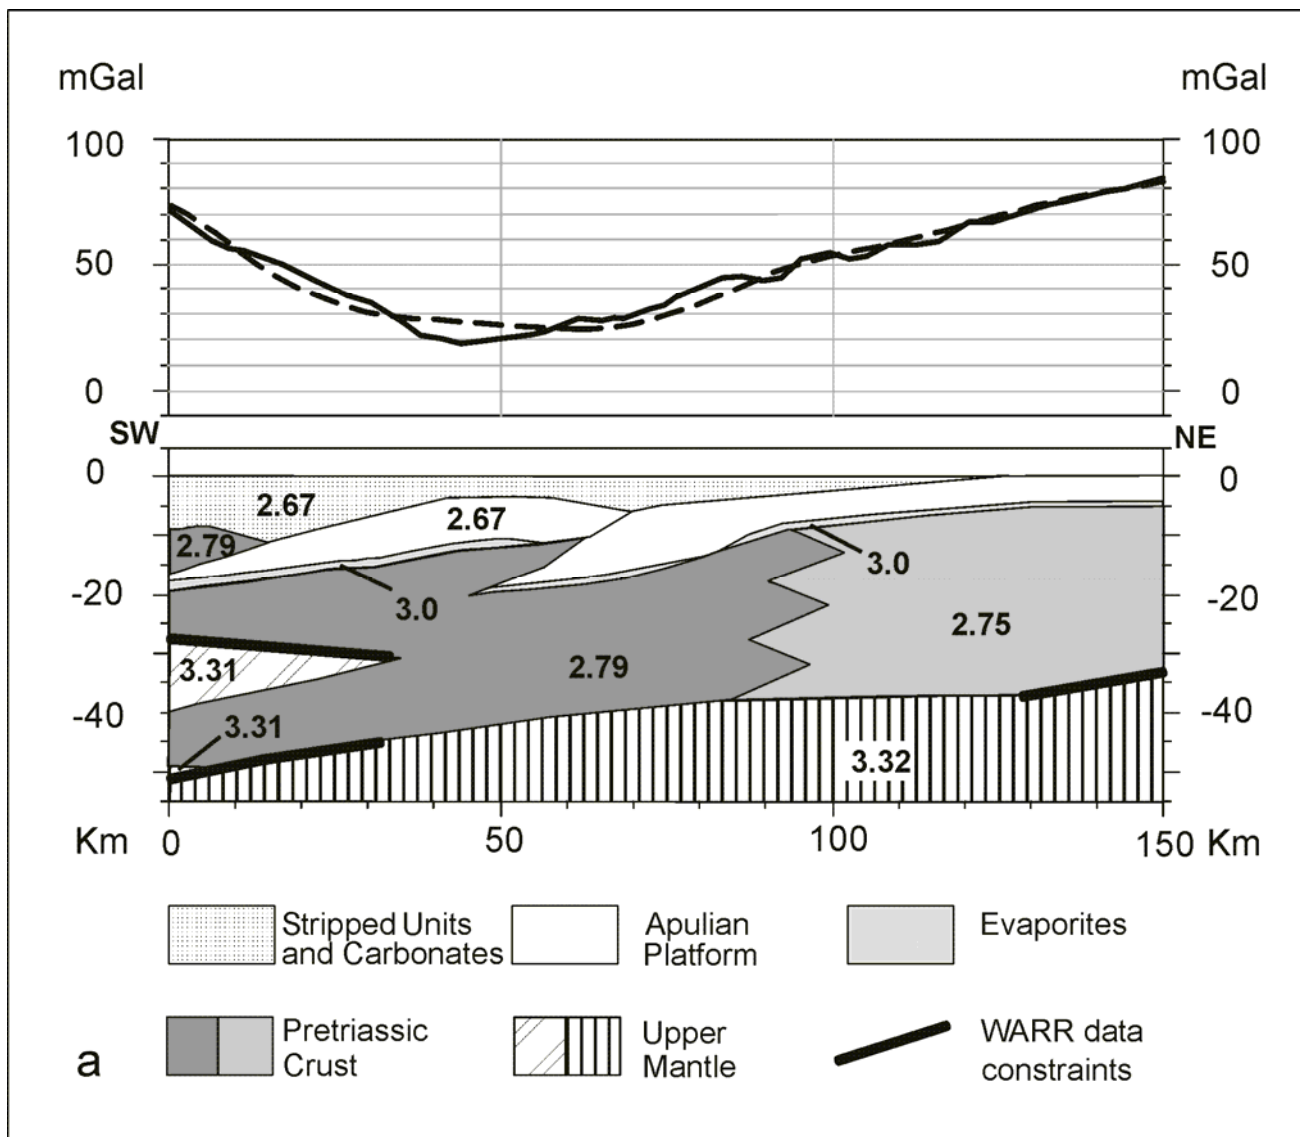 mGal mGal
100 100
50 50
0 0
SW NE
0 0
2.67
2.67
2.79
3.0
-20 3.0 -20
2.75
3.31 2.79
-40 3.31 -40
3.32
Km 0 50 100 150 Km
Stripped Units
and Carbonates
Apulian
Platform
Evaporites
Pretriassic
Crust
Upper
Mantle
WARR data
constraints
a